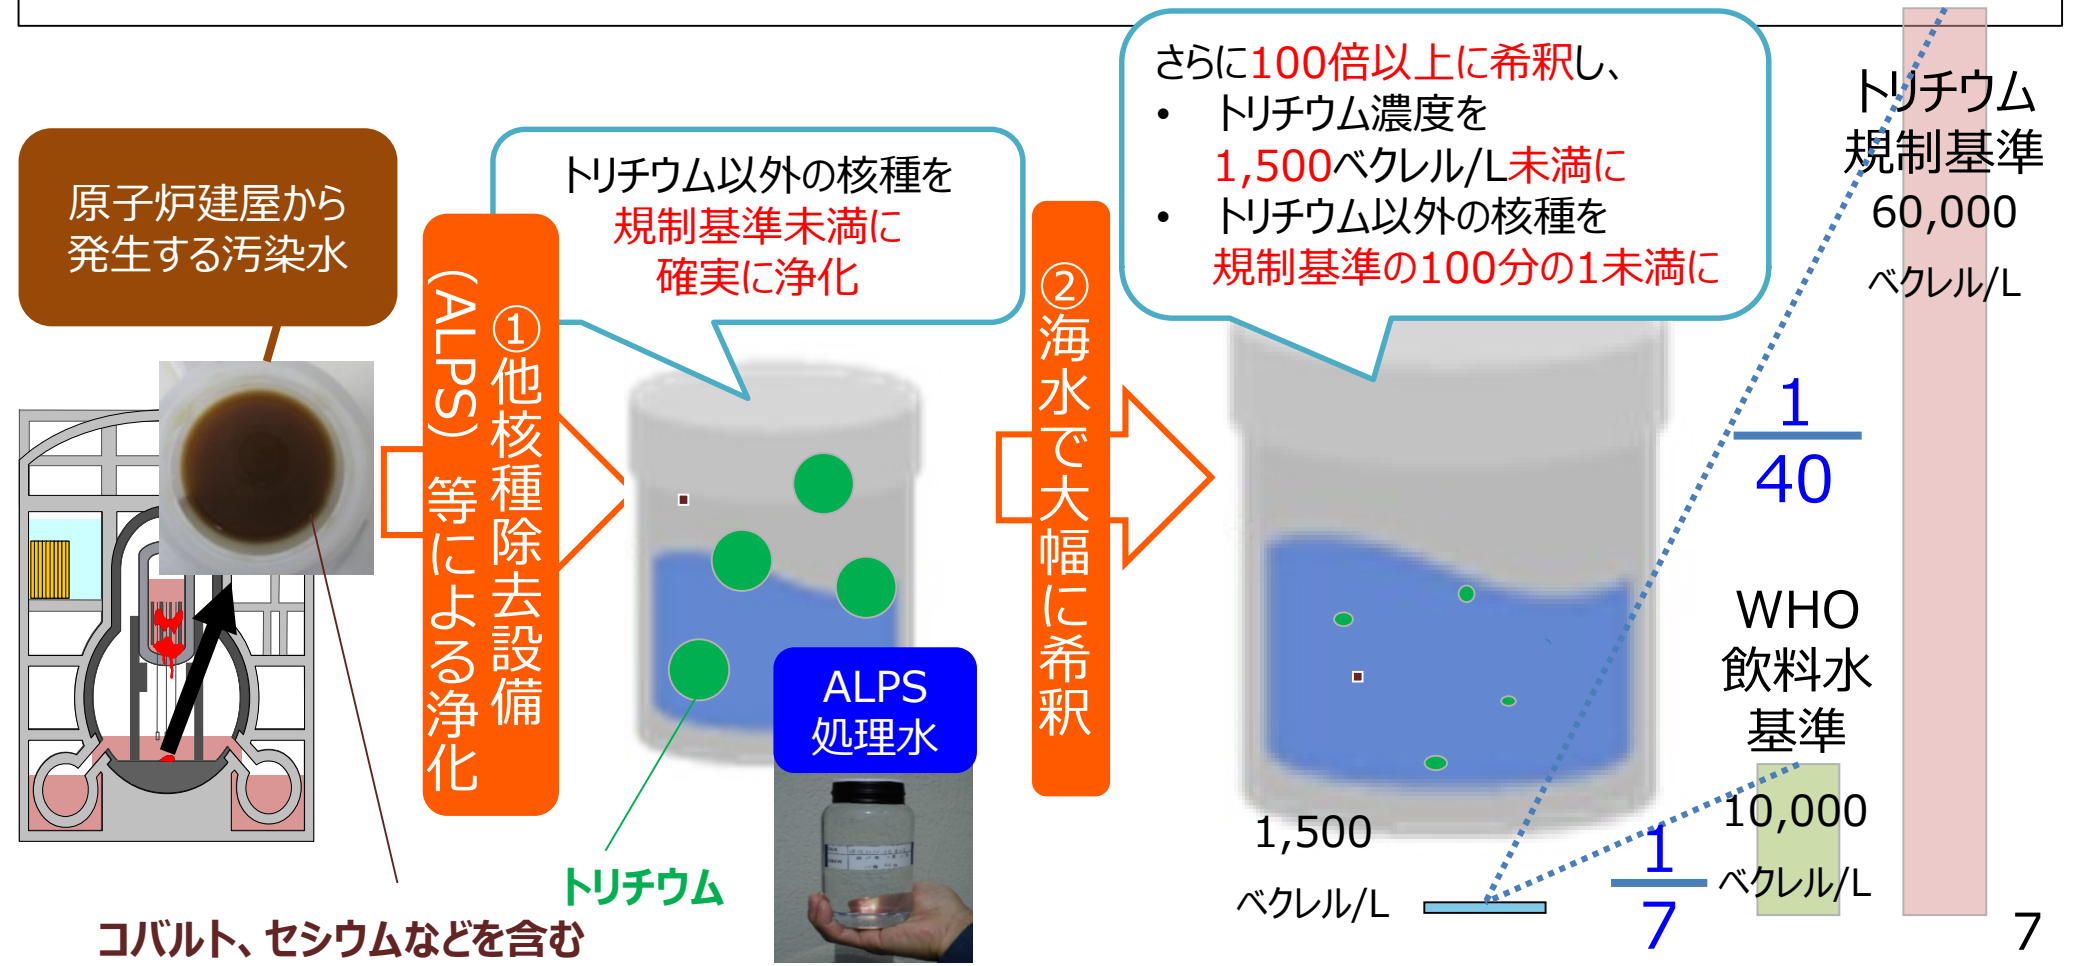 原子炉建屋から
発生する汚染水
①他核種除去設備
(ALPS) 等による浄化
トリチウム以外の核種を
規制基準未満に
確実に浄化
②海水で大幅に希釈
さらに100倍以上に希釈し、
• トリチウム濃度を
1,500ベクレル/L未満に
• トリチウム以外の核種を
規制基準の100分の1未満に
トリチウム
規制基準
60,000
ベクレル/L
1
40
WHO
飲料水
基準
10,000
ベクレル/L
1
7
1,500
ベクレル/L
ALPS
処理水
トリチウム
コバルト、セシウムなどを含む
7